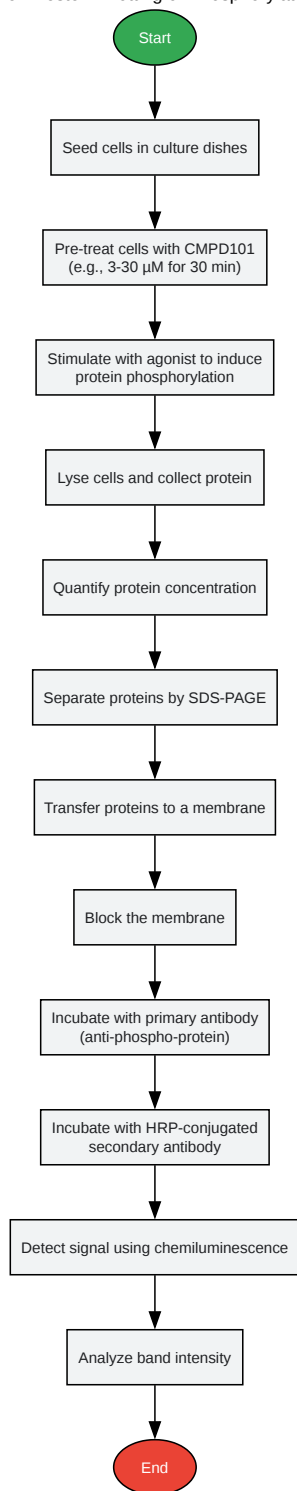 Start
Seed cells in culture dishes
Pre-treat cells with CMPD101
(e.g., 3-30 µM for 30 min)
Stimulate with agonist to induce
protein phosphorylation
Lyse cells and collect protein
Quantify protein concentration
Separate proteins by SDS-PAGE
Transfer proteins to a membrane
Block the membrane
Incubate with primary antibody
(anti-phospho-protein)
Incubate with HRP-conjugated
secondary antibody
Detect signal using chemiluminescence
Analyze band intensity
End